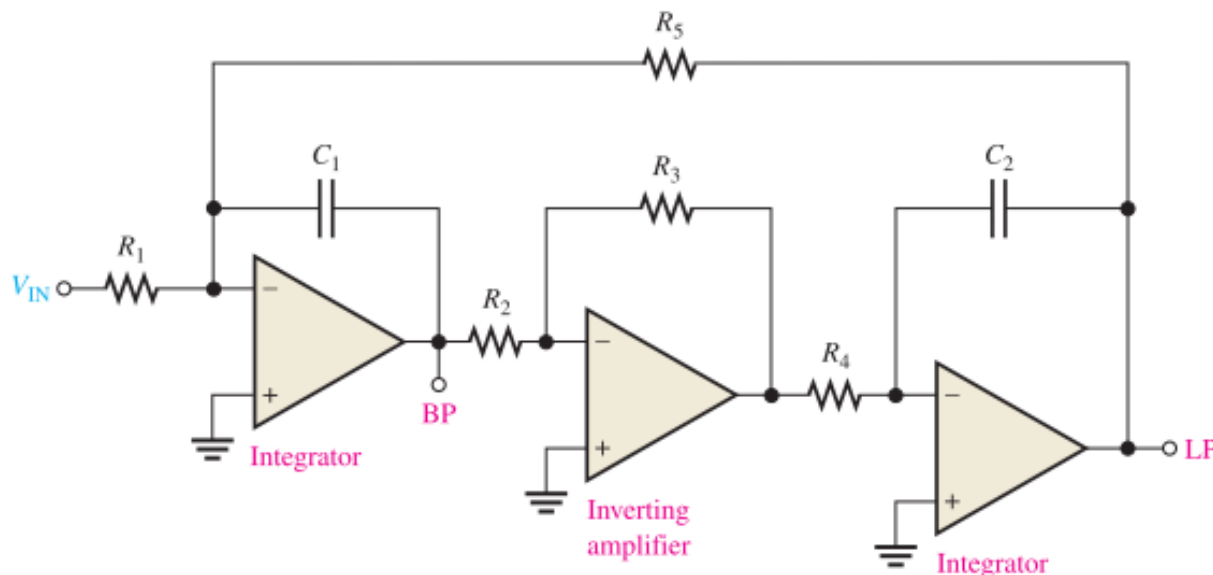 R5
C1
R3
C2
R1
VIN
R2
R4
BP
LP
Integrator
Inverting
amplifier
Integrator